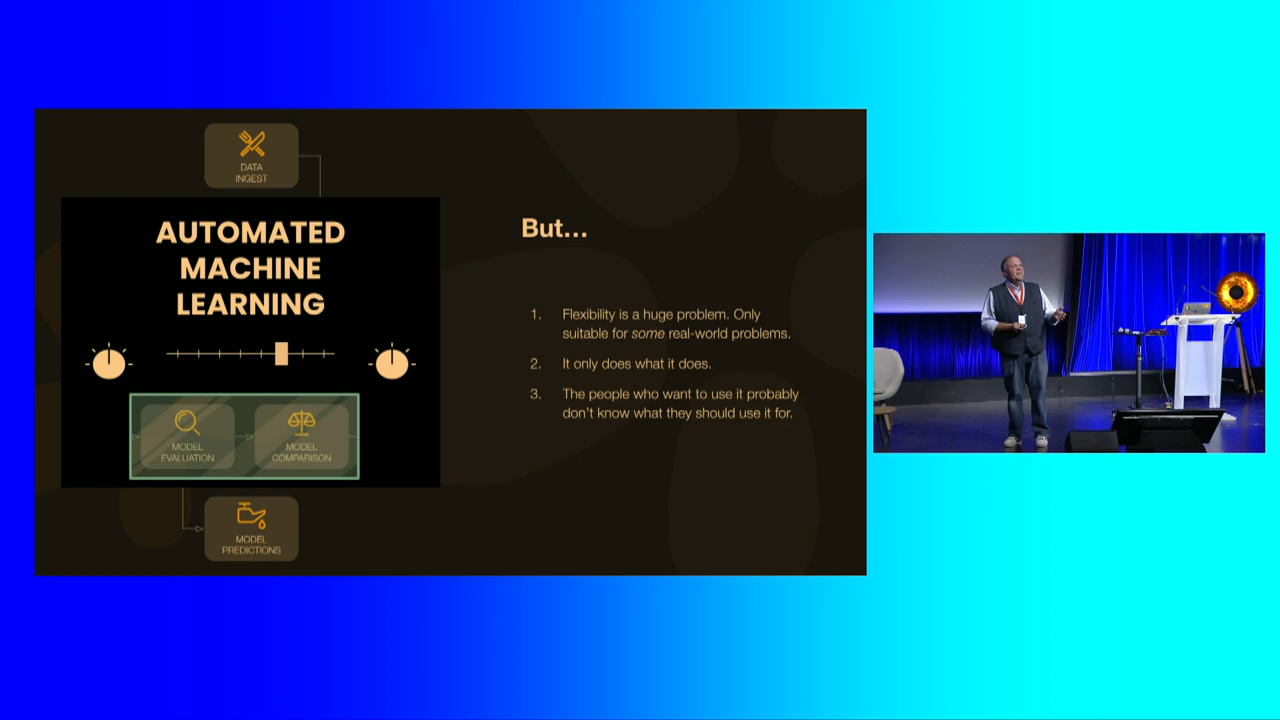 DATA
INGEST
AUTOMATED
MACHINE
LEARNING
MODEL
EVALUATION
MODEL
COMPARISON
MODEL
PREDICTIONS
But...
1. Flexibility is a huge problem. Only
suitable for some real-world problems.
2. It only does what it does.
3. The people who want to use it probably
don't know what they should use it for.